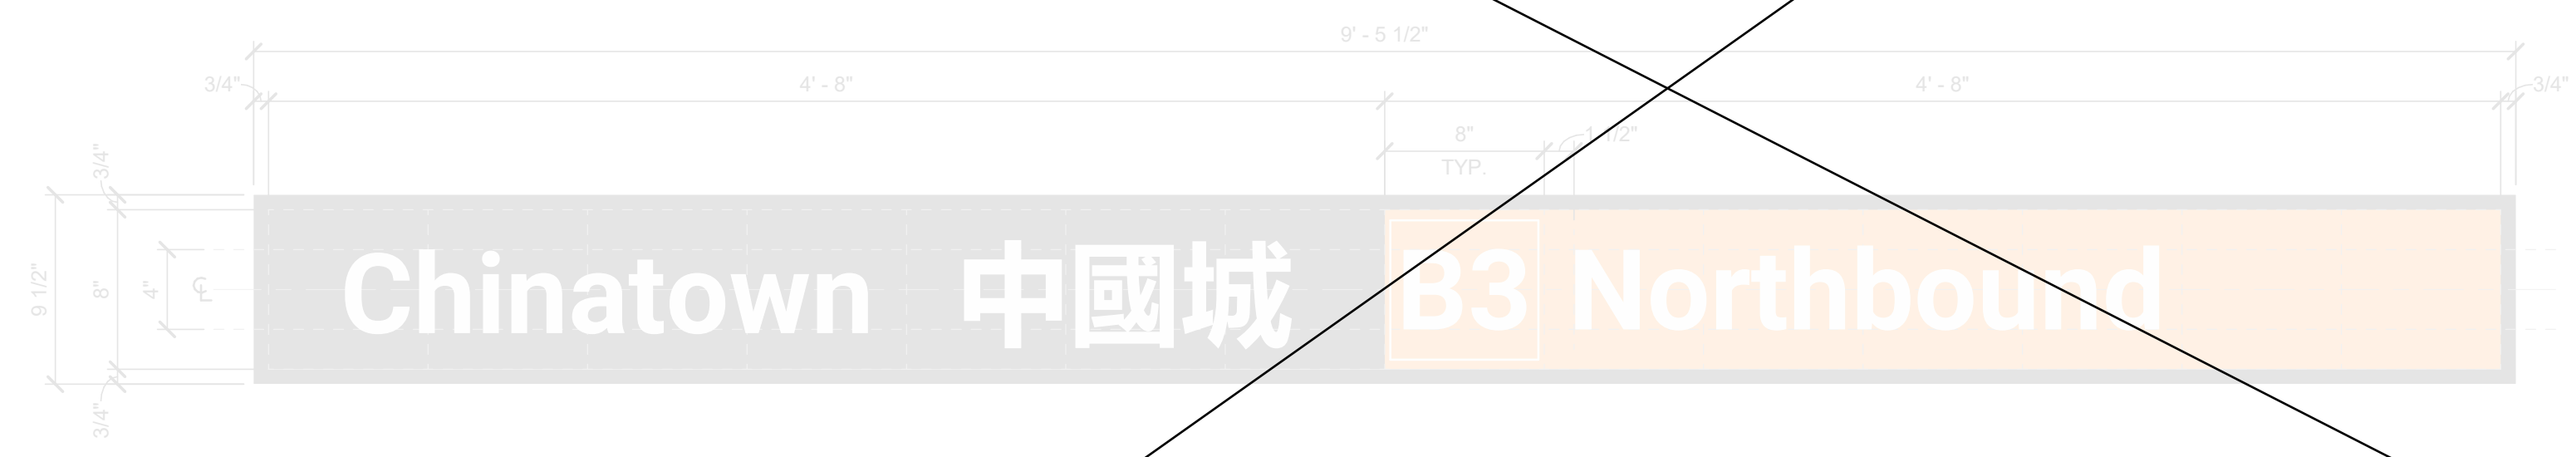 9' - 5 1/2"
3/4" 4' - 8" 4' - 8" 3/4"
8" 1 1/2"
TYP.
3/4"
9 1/2" 8" 4" ℄
Chinatown 中國城 B3 Northbound
3/4"